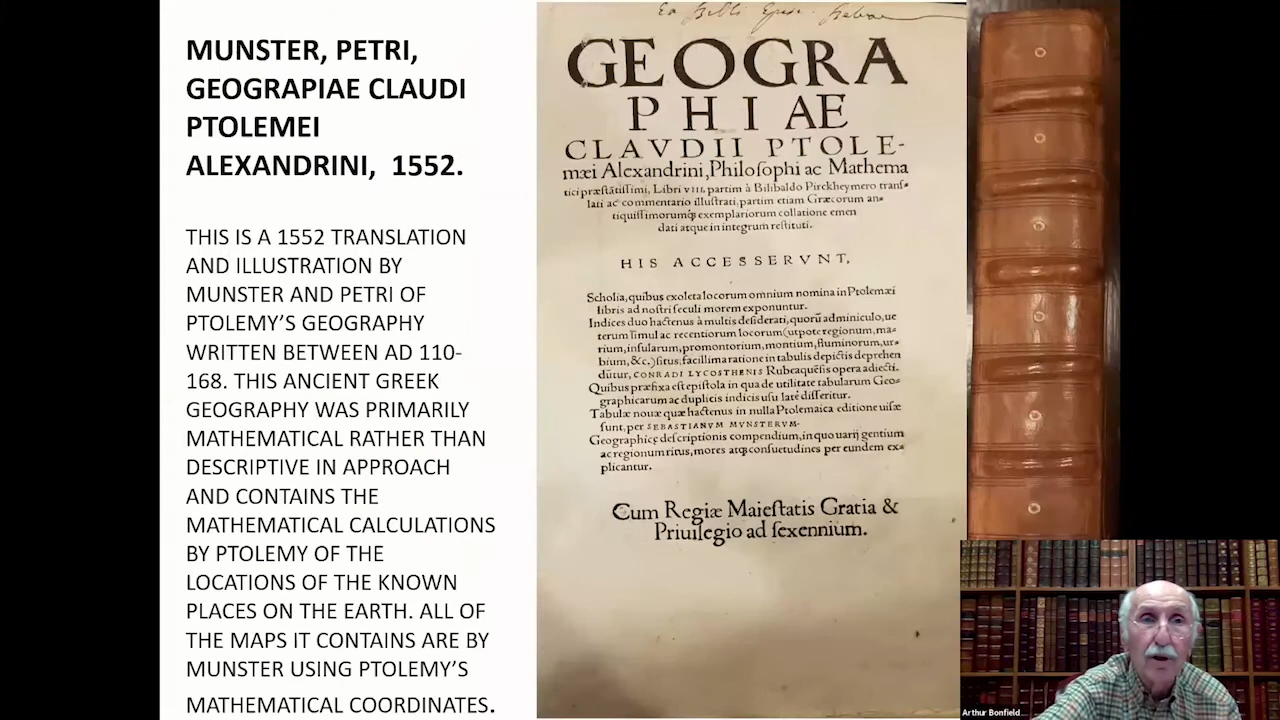 MUNSTER, PETRI,
GEOGRAPIAE CLAUDI
PTOLEMEI
ALEXANDRINI, 1552.
THIS IS A 1552 TRANSLATION
AND ILLUSTRATION BY
MUNSTER AND PETRI OF
PTOLEMY’S GEOGRAPHY
WRITTEN BETWEEN AD 110-
168. THIS ANCIENT GREEK
GEOGRAPHY WAS PRIMARILY
MATHEMATICAL RATHER THAN
DESCRIPTIVE IN APPROACH
AND CONTAINS THE
MATHEMATICAL CALCULATIONS
BY PTOLEMY OF THE
LOCATIONS OF THE KNOWN
PLACES ON THE EARTH. ALL OF
THE MAPS IT CONTAINS ARE BY
MUNSTER USING PTOLEMY’S
MATHEMATICAL COORDINATES.
GEOGRA
PHIAE
CLAVDII PTOLE-
mæi Alexandrini, Philoſophi ac Mathema
tici præſtãtiſſimi, Libri VIII, partim à Bilibaldo Pirckheymero tranſ-
lati ac commentario illuſtrati, partim etiam Græcorum an-
tiquiſſimorumq́; exemplariorum collatione emen
dati atque in integrum reſtituti.
HIS ACCESSERVNT,
Scholia, quibus exoleta locorum omnium nomina in Ptolemæi
libris ad noſtri ſeculi morem exponuntur.
Indices duo hactenus à multis deſiderati, quorũ adminiculo, ue
terum ſimul ac recentiorum locorum (utpote regionum, ma-
rium, inſularum, promontorium, montium, fluminorum, ur-
bium, &c.) ſitus, facillima ratione in tabulis depictis deprehen
dũtur, CONRADI LYCOSTHENIS Rubeaquẽſis opera adiecti.
Quibus præfixa eſt epiſtola in qua de utilitate tabularum Geo-
graphicarum ac duplicis indicis uſu latè diſſeritur.
Tabulæ nouæ quæ hactenus in nulla Ptolemaica editione uiſæ
ſunt, per SEBASTIANVM MVNSTERVM.
Geographicę deſcriptionis compendium, in quo uarij gentium
ac regionum ritus, mores atq; conſuetudines per eundem ex-
plicantur.
Cum Regiæ Maieſtatis Gratia &
Priuilegio ad ſexennium.
Arthur Bonfield